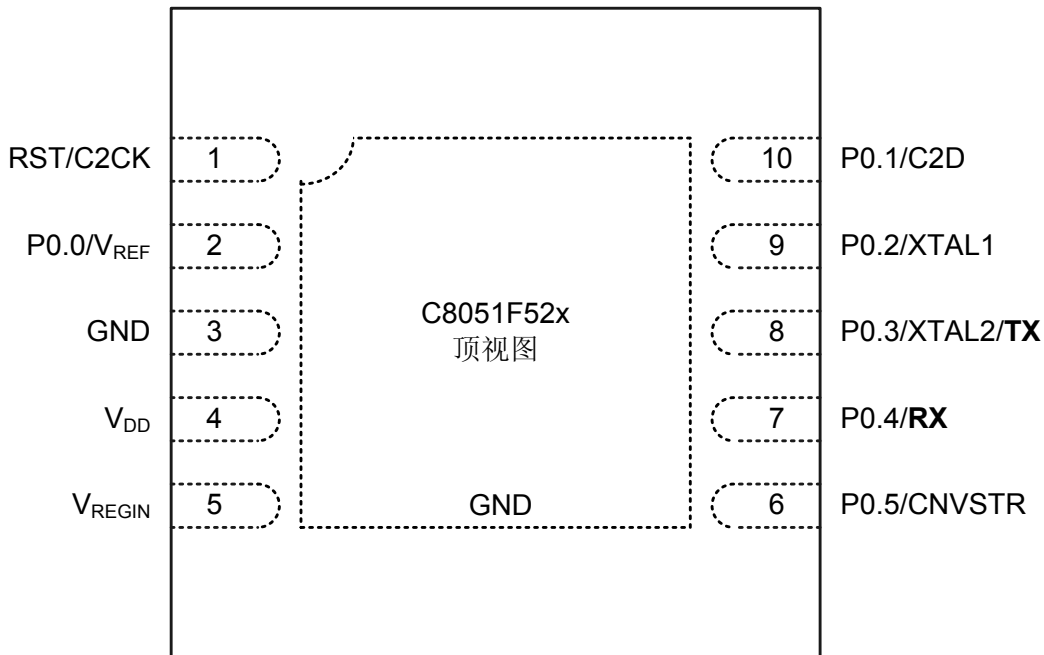 RST/C2CK 1
P0.0/VREF 2
GND 3
VDD 4
VREGIN 5
C8051F52x
顶视图
GND
10 P0.1/C2D
9 P0.2/XTAL1
8 P0.3/XTAL2/TX
7 P0.4/RX
6 P0.5/CNVSTR